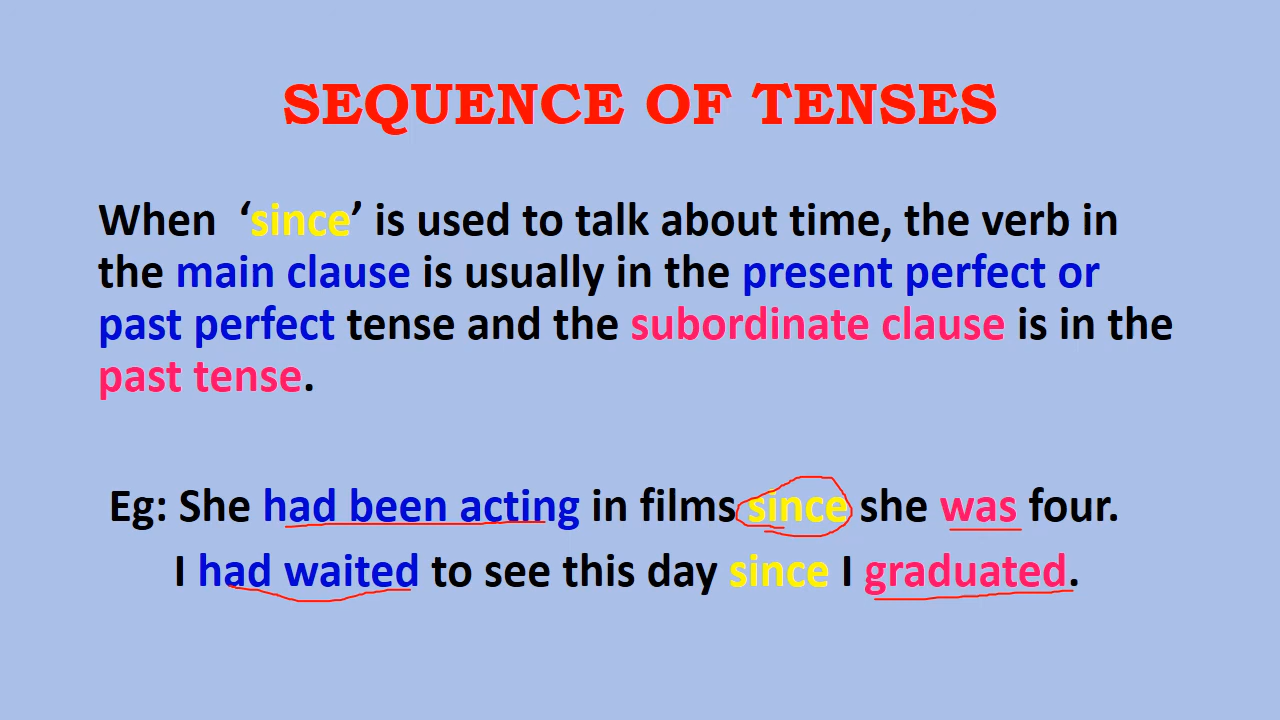 SEQUENCE OF TENSES
When ‘since’ is used to talk about time, the verb in
the main clause is usually in the present perfect or
past perfect tense and the subordinate clause is in the
past tense.
Eg: She had been acting in films since she was four.
I had waited to see this day since I graduated.